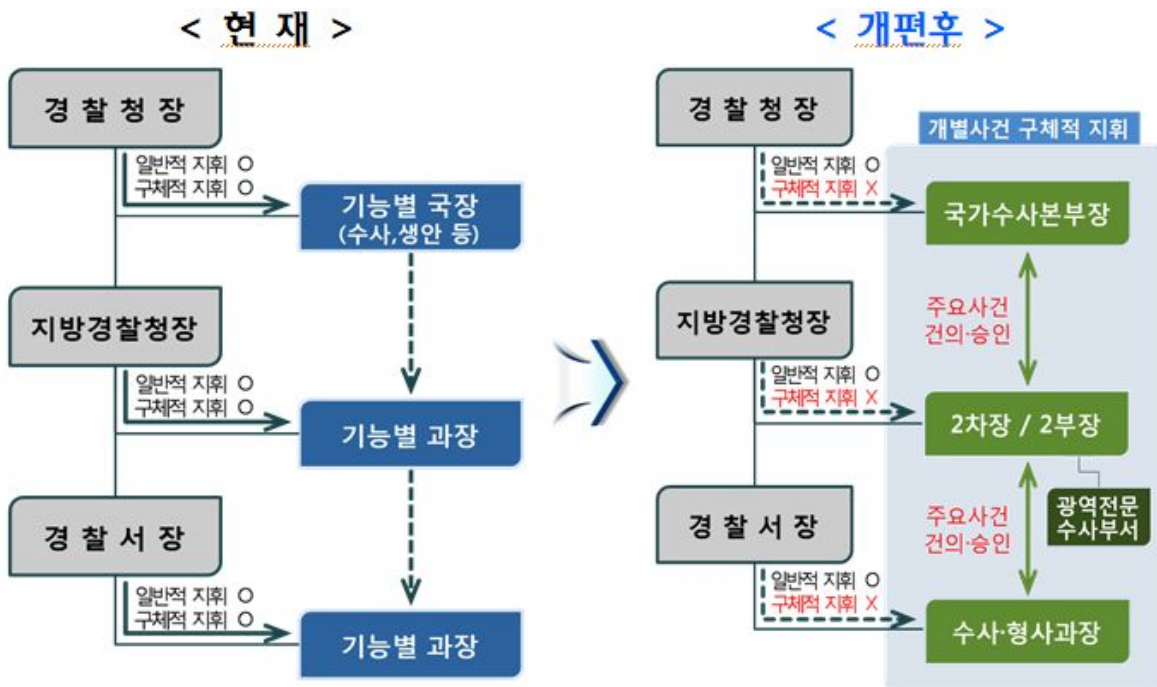 < 현 재 >
경 찰 청 장
일반적 지휘 O
구체적 지휘 O
기능별 국장
(수사,생안 등)
지방경찰청장
일반적 지휘 O
구체적 지휘 O
기능별 과장
경 찰 서 장
일반적 지휘 O
구체적 지휘 O
기능별 과장
< 개편후 >
경 찰 청 장
개별사건 구체적 지휘
일반적 지휘 O
구체적 지휘 X
국가수사본부장
주요사건
건의·승인
지방경찰청장
일반적 지휘 O
구체적 지휘 X
2차장 / 2부장
광역전문
수사부서
주요사건
건의·승인
경 찰 서 장
일반적 지휘 O
구체적 지휘 X
수사·형사과장